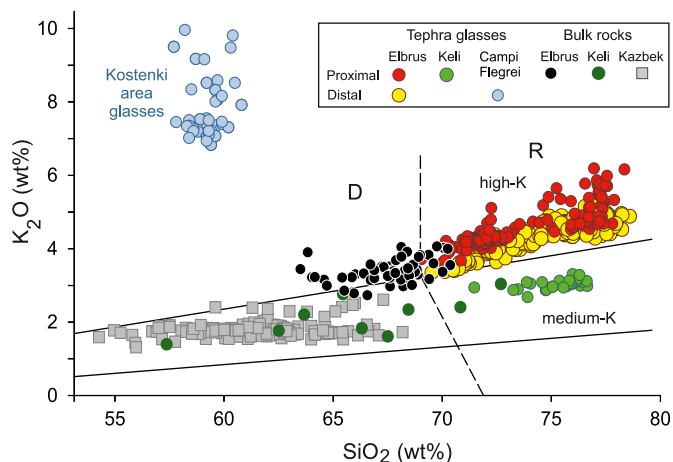 Tephra glasses Bulk rocks
Elbrus Keli Campi Flegrei Elbrus Keli Kazbek
Proximal
Distal
Kostenki
area
glasses
D
R
high-K
medium-K
K₂O (wt%)
10
8
6
4
2
0
55 60 65 70 75 80
SiO₂ (wt%)